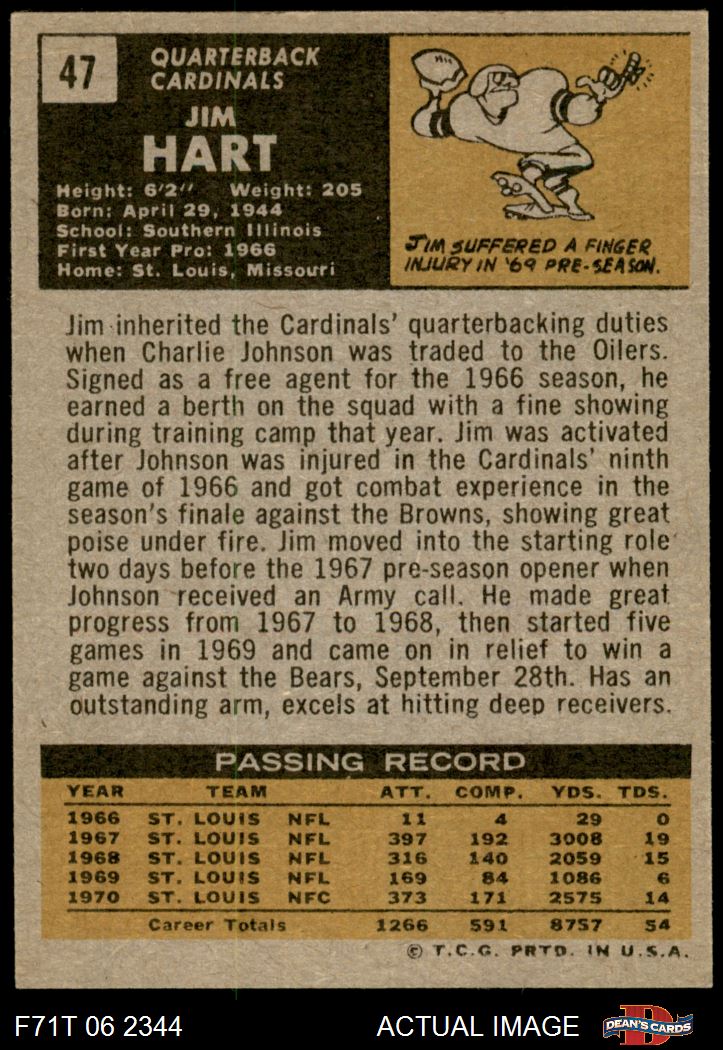 47
QUARTERBACK
CARDINALS
JIM
HART
Height: 6'2" Weight: 205
Born: April 29, 1944
School: Southern Illinois
First Year Pro: 1966
Home: St. Louis, Missouri
JIM SUFFERED A FINGER
INJURY IN '69 PRE-SEASON.
Jim inherited the Cardinals' quarterbacking duties
when Charlie Johnson was traded to the Oilers.
Signed as a free agent for the 1966 season, he
earned a berth on the squad with a fine showing
during training camp that year. Jim was activated
after Johnson was injured in the Cardinals' ninth
game of 1966 and got combat experience in the
season's finale against the Browns, showing great
poise under fire. Jim moved into the starting role
two days before the 1967 pre-season opener when
Johnson received an Army call. He made great
progress from 1967 to 1968, then started five
games in 1969 and came on in relief to win a
game against the Bears, September 28th. Has an
outstanding arm, excels at hitting deep receivers.
PASSING RECORD
YEAR TEAM ATT. COMP. YDS. TDS.
1966 ST. LOUIS NFL 11 4 29 0
1967 ST. LOUIS NFL 397 192 3008 19
1968 ST. LOUIS NFL 316 140 2059 15
1969 ST. LOUIS NFL 169 84 1086 6
1970 ST. LOUIS NFC 373 171 2575 14
Career Totals 1266 591 8757 54
© T.C.G. PRTD. IN U.S.A.
F71T 06 2344 ACTUAL IMAGE D DEAN'S CARDS